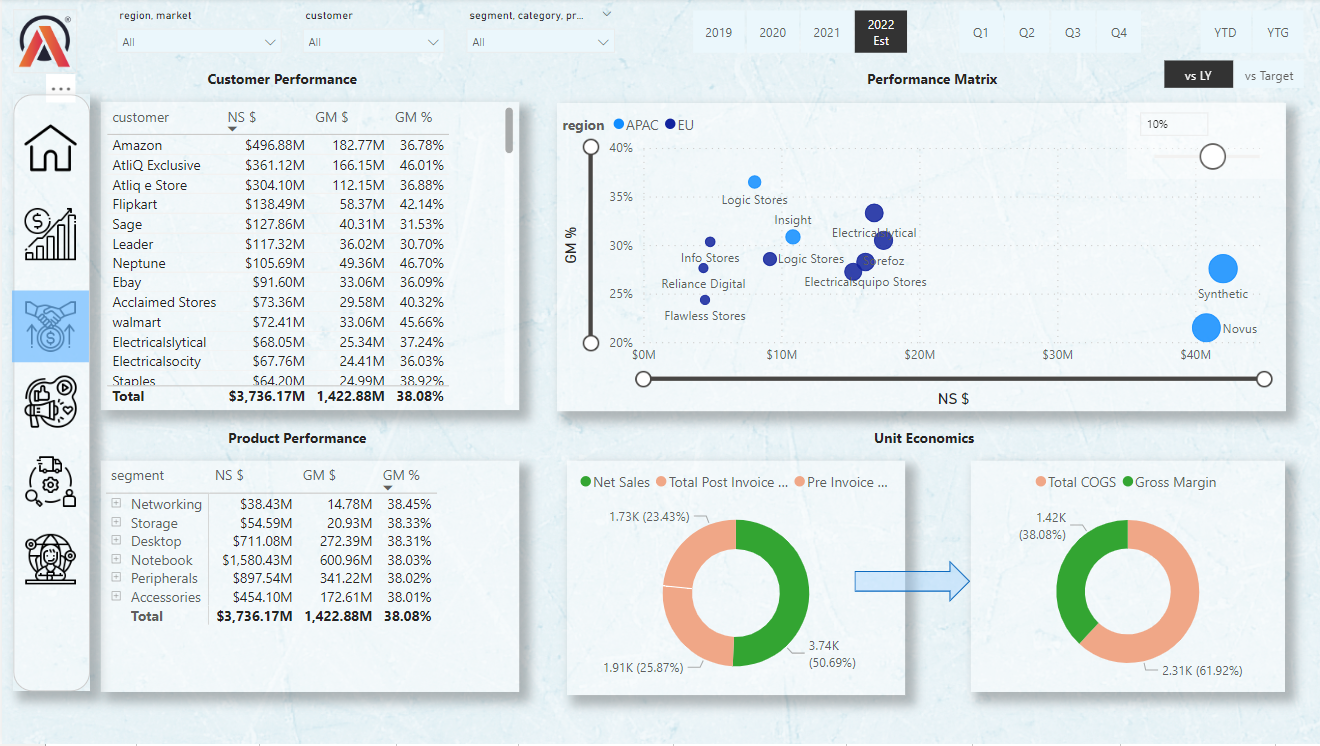 region, market
customer
segment, category, pr...
All
All
All
2019
2020
2021
2022 Est
Q1
Q2
Q3
Q4
YTD
YTG
vs LY
vs Target
Customer Performance
customer NS $ GM $ GM %
Amazon $496.88M 182.77M 36.78%
AtliQ Exclusive $361.12M 166.15M 46.01%
Atliq e Store $304.10M 112.15M 36.88%
Flipkart $138.49M 58.37M 42.14%
Sage $127.86M 40.31M 31.53%
Leader $117.32M 36.02M 30.70%
Neptune $105.69M 49.36M 46.70%
Ebay $91.60M 33.06M 36.09%
Acclaimed Stores $73.36M 29.58M 40.32%
walmart $72.41M 33.06M 45.66%
Electricalslytical $68.05M 25.34M 37.24%
Electricalsocity $67.76M 24.41M 36.03%
Staples $64.20M 24.99M 38.92%
Total $3,736.17M 1,422.88M 38.08%
Performance Matrix
region APAC EU
10%
GM %
40%
35%
30%
25%
20%
Logic Stores
Insight
Electricalslytical
Info Stores
Logic Stores
Reliance Digital
Electricalsquipo Stores
Flawless Stores
Synthetic
Novus
$0M
$10M
$20M
$30M
$40M
NS $
Product Performance
segment NS $ GM $ GM %
Networking $38.43M 14.78M 38.45%
Storage $54.59M 20.93M 38.33%
Desktop $711.08M 272.39M 38.31%
Notebook $1,580.43M 600.96M 38.03%
Peripherals $897.54M 341.22M 38.02%
Accessories $454.10M 172.61M 38.01%
Total $3,736.17M 1,422.88M 38.08%
Unit Economics
Net Sales Total Post Invoice ... Pre Invoice ...
1.73K (23.43%)
3.74K
(50.69%)
1.91K (25.87%)
Total COGS Gross Margin
1.42K
(38.08%)
2.31K (61.92%)